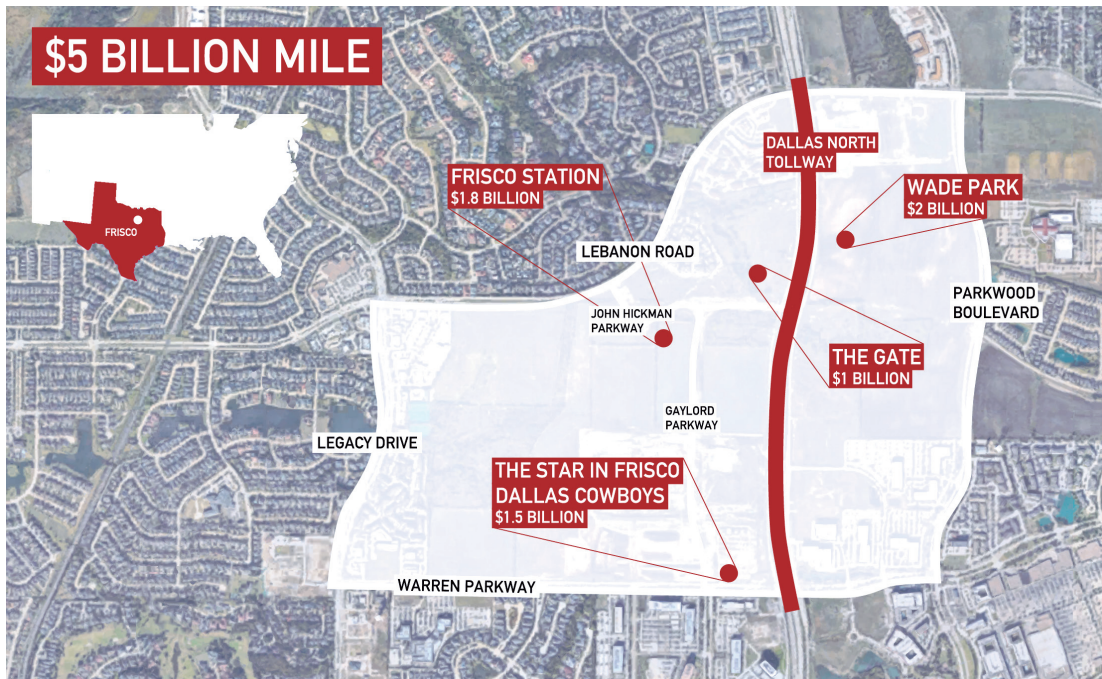 $5 BILLION MILE
FRISCO
DALLAS NORTH
TOLLWAY
FRISCO STATION
$1.8 BILLION
WADE PARK
$2 BILLION
LEBANON ROAD
JOHN HICKMAN
PARKWAY
PARKWOOD
BOULEVARD
THE GATE
$1 BILLION
GAYLORD
PARKWAY
LEGACY DRIVE
THE STAR IN FRISCO
DALLAS COWBOYS
$1.5 BILLION
WARREN PARKWAY